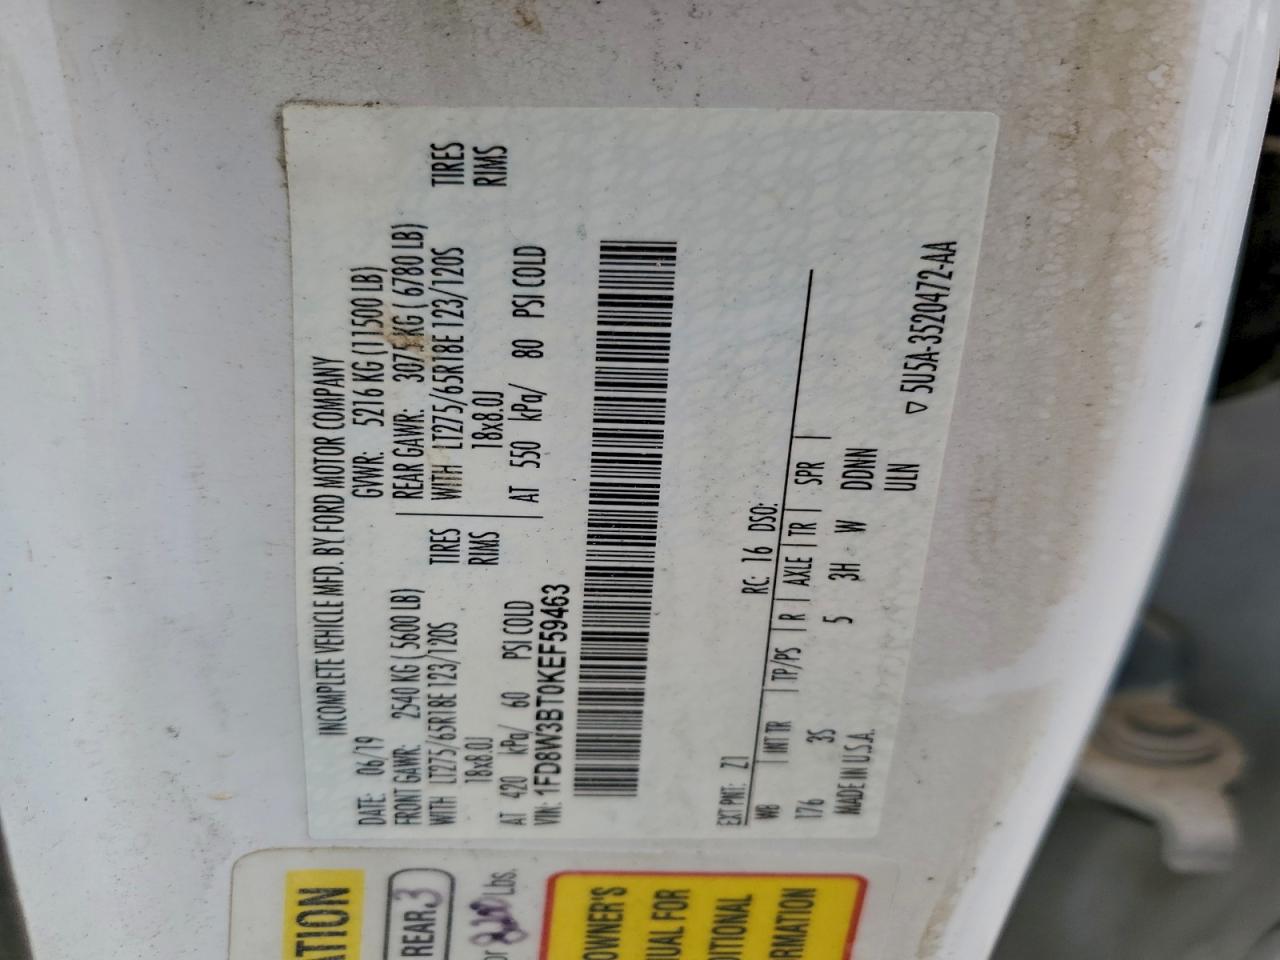 INCOMPLETE VEHICLE MFD. BY FORD MOTOR COMPANY
DATE: 06/19 GVWR: 5216 KG (11500 LB)
FRONT GAWR: 2540 KG (5600 LB) REAR GAWR: 3075 KG (6780 LB)
WITH LT275/65R18E 123/120S TIRES WITH LT275/65R18E 123/120S TIRES
18x8.0J RIMS 18x8.0J RIMS
AT 420 kPa/ 60 PSI COLD AT 550 kPa/ 80 PSI COLD
VIN: 1FD8W3BT0KEF59463
EXT PNT: Z1 RC: 16 DSO:
WB INT TR TP/PS R AXLE TR SPR
176 3S 5 3H W DDNN
MADE IN U.S.A. ULN
▽ 5U5A-3520472-AA
ATION
REAR 3
or Lbs.
OWNER'S
UAL FOR
DITIONAL
RMATION